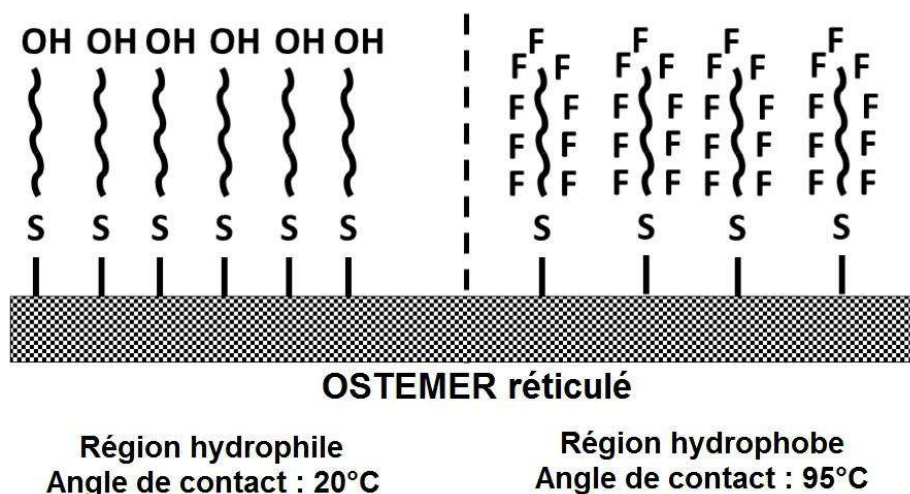 OH OH OH OH OH OH
F F F F
F F F F F F F F
F F F F F F F F
F F F F F F F F
F F F F F F F F
S S S S S S S S S S
OSTEMER réticulé
Région hydrophile
Angle de contact : 20°C
Région hydrophobe
Angle de contact : 95°C